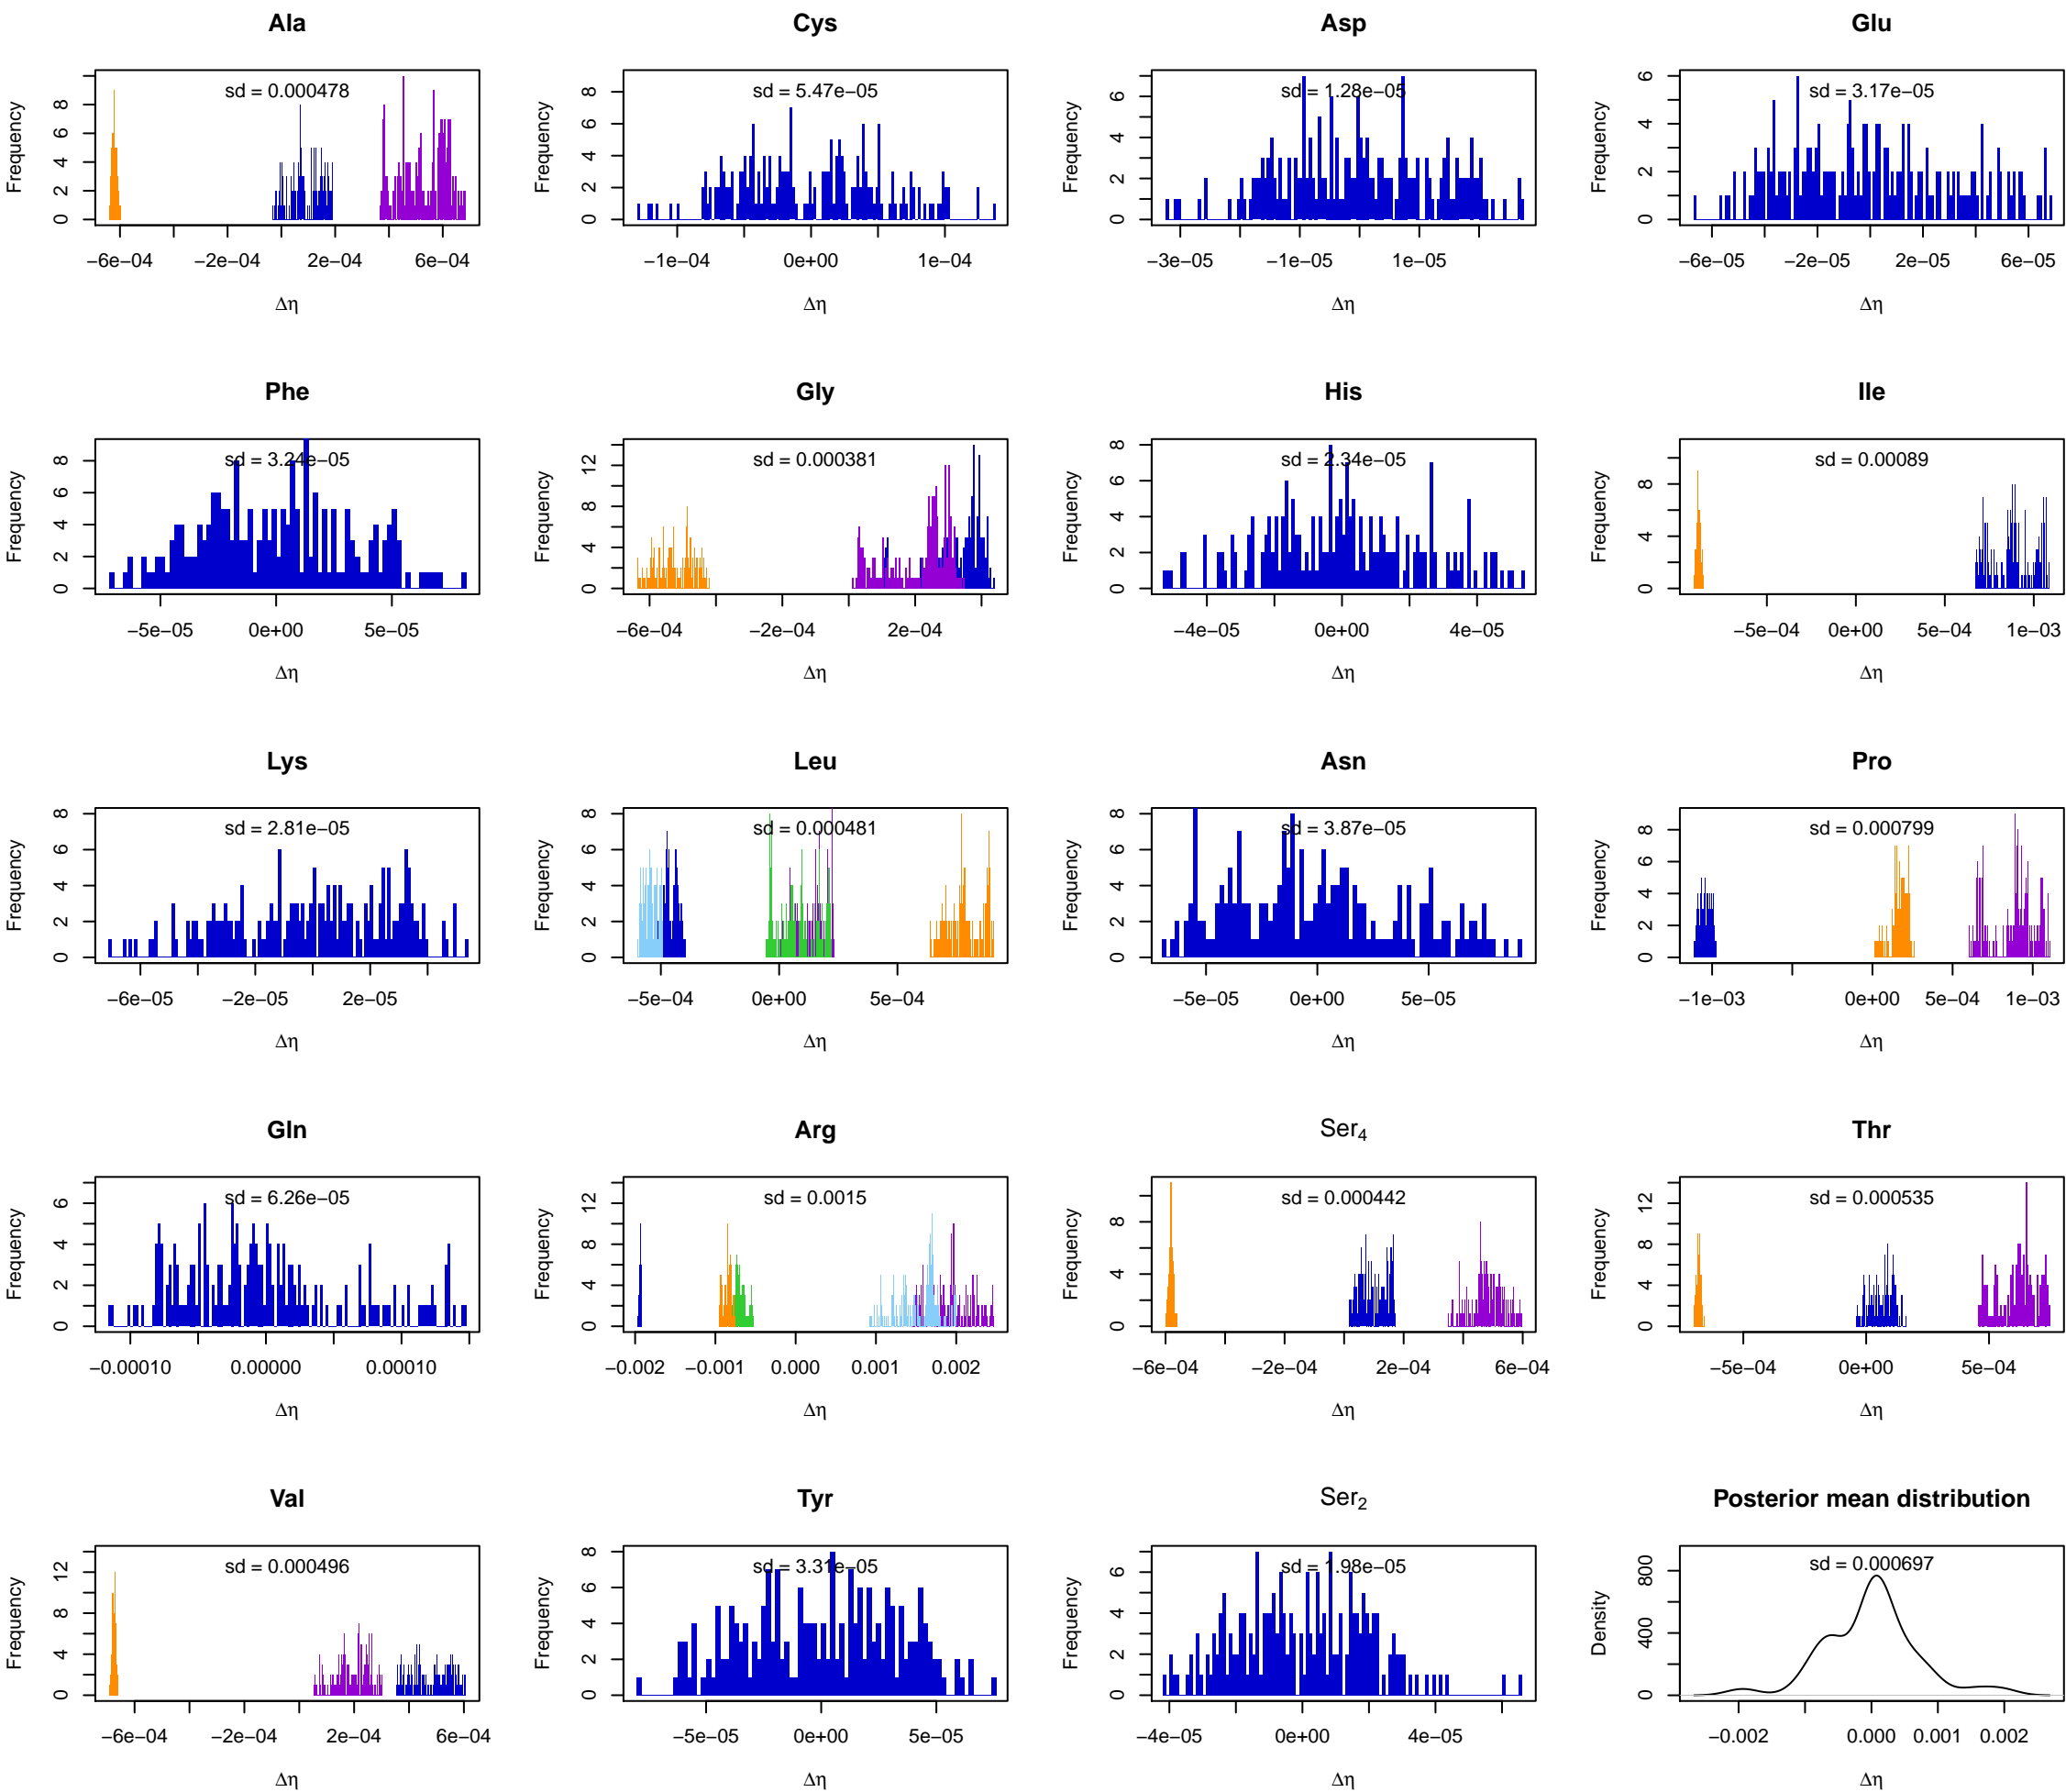 Ala
Frequency
0 2 4 6 8
sd = 0.000478
−6e−04 −2e−04 2e−04 6e−04
Δη
Cys
Frequency
0 2 4 6 8
sd = 5.47e−05
−1e−04 0e+00 1e−04
Δη
Asp
Frequency
0 2 4 6
sd = 1.28e−05
−3e−05 −1e−05 1e−05
Δη
Glu
Frequency
0 2 4 6
sd = 3.17e−05
−6e−05 −2e−05 2e−05 6e−05
Δη
Phe
Frequency
0 2 4 6 8
sd = 3.24e−05
−5e−05 0e+00 5e−05
Δη
Gly
Frequency
0 4 8 12
sd = 0.000381
−6e−04 −2e−04 2e−04
Δη
His
Frequency
0 2 4 6 8
sd = 2.34e−05
−4e−05 0e+00 4e−05
Δη
Ile
Frequency
0 4 8
sd = 0.00089
−5e−04 0e+00 5e−04 1e−03
Δη
Lys
Frequency
0 2 4 6 8
sd = 2.81e−05
−6e−05 −2e−05 2e−05
Δη
Leu
Frequency
0 2 4 6 8
sd = 0.000481
−5e−04 0e+00 5e−04
Δη
Asn
Frequency
0 2 4 6 8
sd = 3.87e−05
−5e−05 0e+00 5e−05
Δη
Pro
Frequency
0 2 4 6 8
sd = 0.000799
−1e−03 0e+00 5e−04 1e−03
Δη
Gln
Frequency
0 2 4 6
sd = 6.26e−05
−0.00010 0.00000 0.00010
Δη
Arg
Frequency
0 4 8 12
sd = 0.0015
−0.002 −0.001 0.000 0.001 0.002
Δη
Ser₄
Frequency
0 4 8
sd = 0.000442
−6e−04 −2e−04 2e−04 6e−04
Δη
Thr
Frequency
0 4 8 12
sd = 0.000535
−5e−04 0e+00 5e−04
Δη
Val
Frequency
0 4 8 12
sd = 0.000496
−6e−04 −2e−04 2e−04 6e−04
Δη
Tyr
Frequency
0 2 4 6 8
sd = 3.31e−05
−5e−05 0e+00 5e−05
Δη
Ser₂
Frequency
0 2 4 6
sd = 1.98e−05
−4e−05 0e+00 4e−05
Δη
Posterior mean distribution
Density
0 400 800
sd = 0.000697
−0.002 0.000 0.001 0.002
Δη